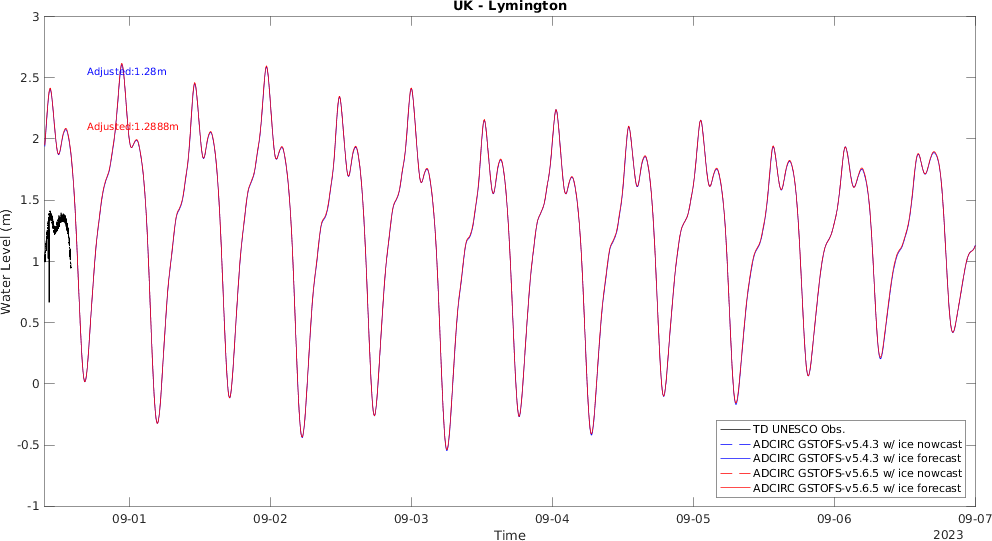 UK - Lymington
3
2.5
2
1.5
1
0.5
0
-0.5
-1
Water Level (m)
Adjusted:1.28m
Adjusted:1.2888m
TD UNESCO Obs.
ADCIRC GSTOFS-v5.4.3 w/ ice nowcast
ADCIRC GSTOFS-v5.4.3 w/ ice forecast
ADCIRC GSTOFS-v5.6.5 w/ ice nowcast
ADCIRC GSTOFS-v5.6.5 w/ ice forecast
09-01 09-02 09-03 09-04 09-05 09-06 09-07
Time
2023